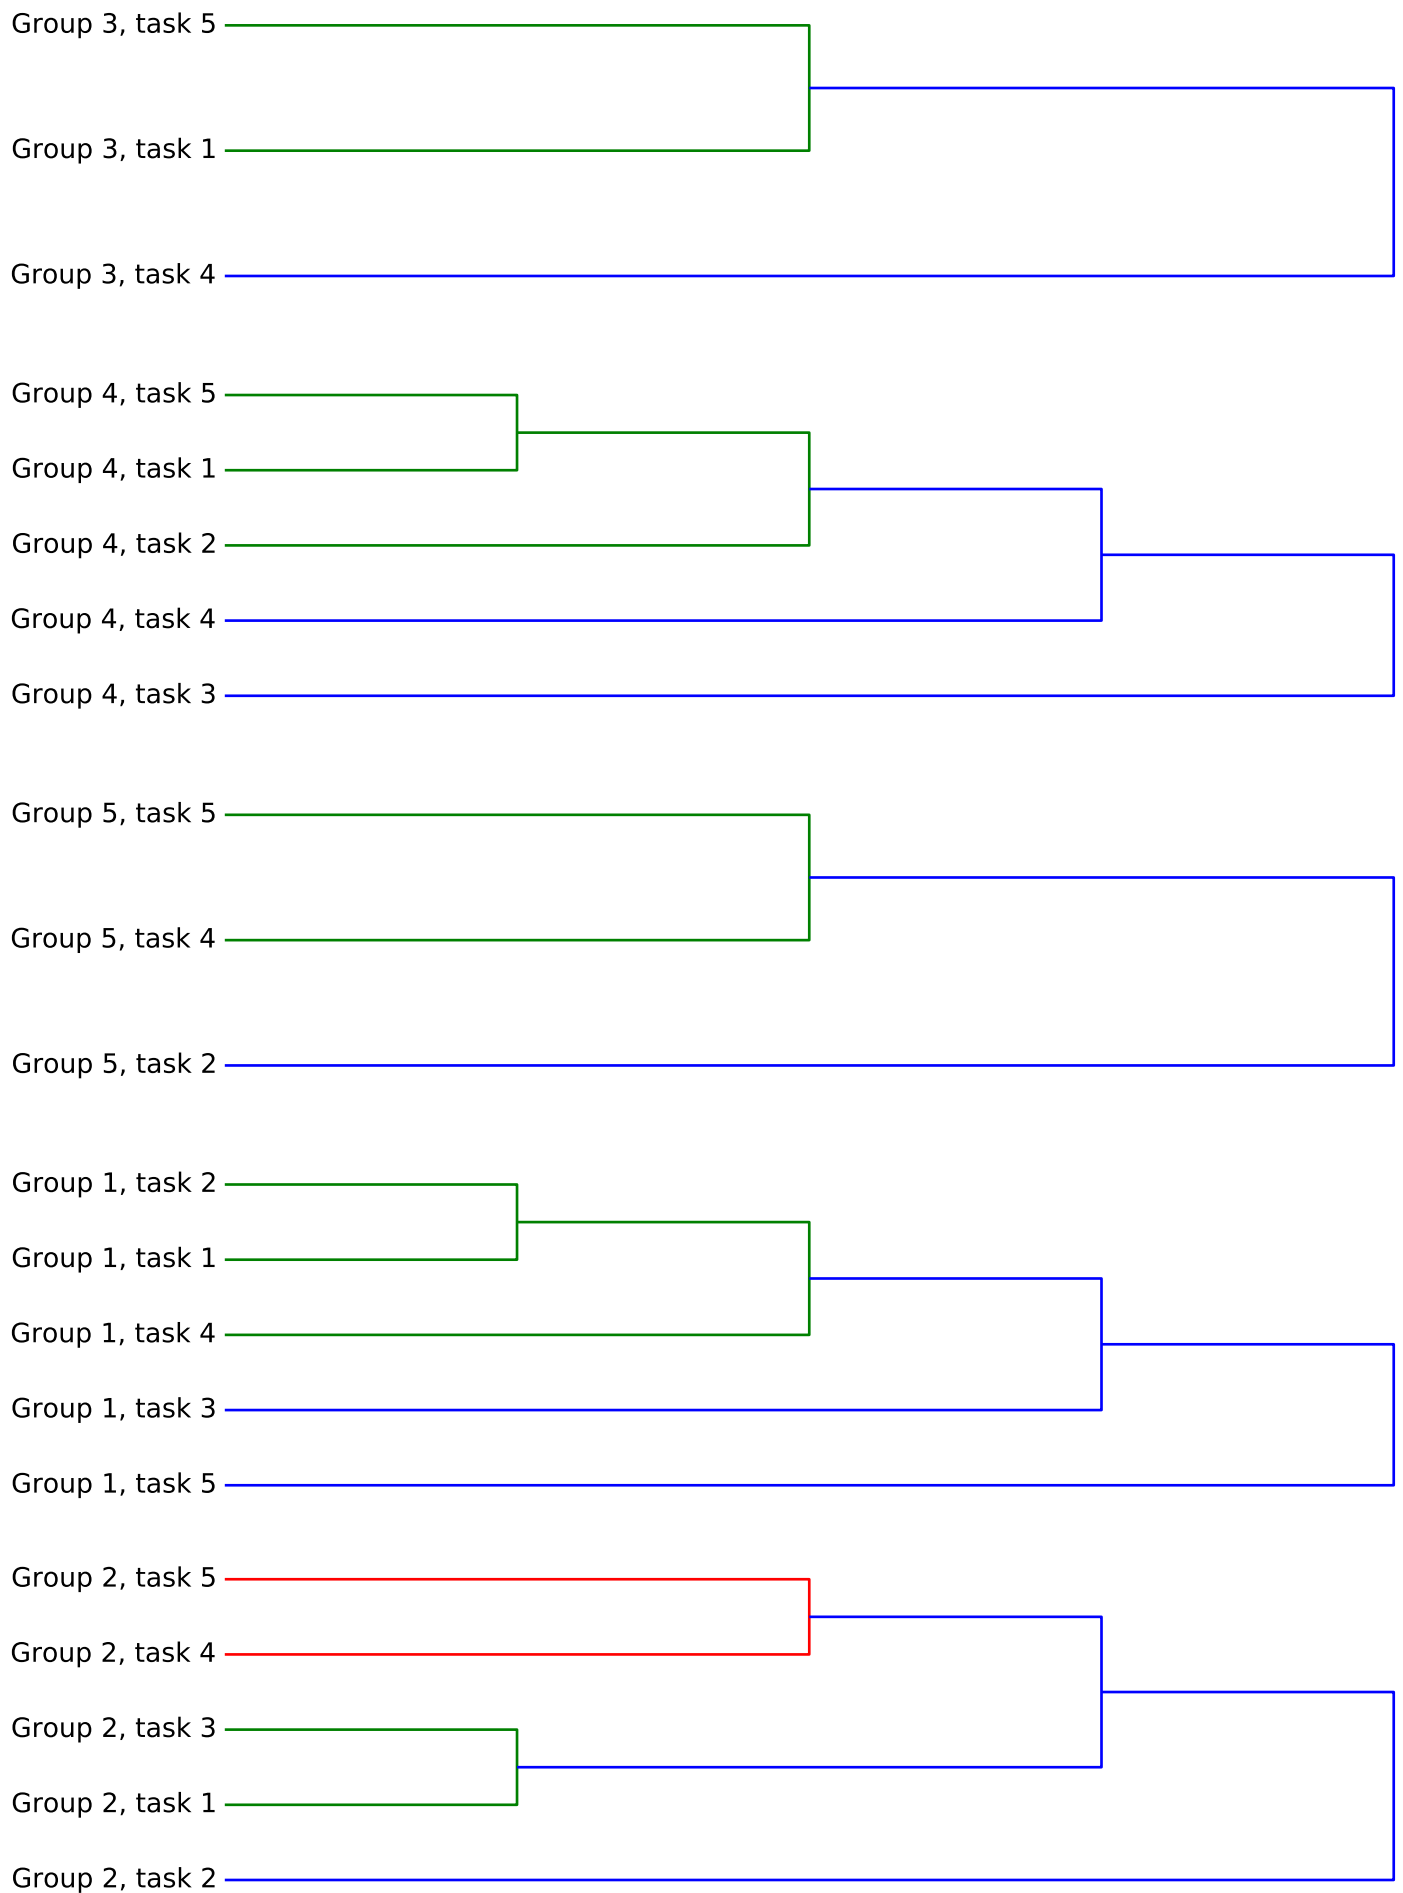 Group 3, task 5
Group 3, task 1
Group 3, task 4
Group 4, task 5
Group 4, task 1
Group 4, task 2
Group 4, task 4
Group 4, task 3
Group 5, task 5
Group 5, task 4
Group 5, task 2
Group 1, task 2
Group 1, task 1
Group 1, task 4
Group 1, task 3
Group 1, task 5
Group 2, task 5
Group 2, task 4
Group 2, task 3
Group 2, task 1
Group 2, task 2